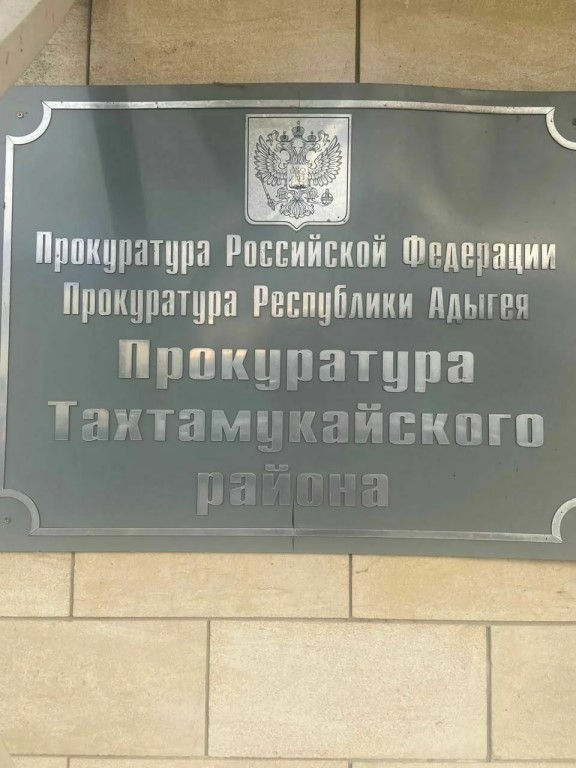 Прокуратура Российской Федерации
Прокуратура Республики Адыгея
Прокуратура
Тахтамукайского
района